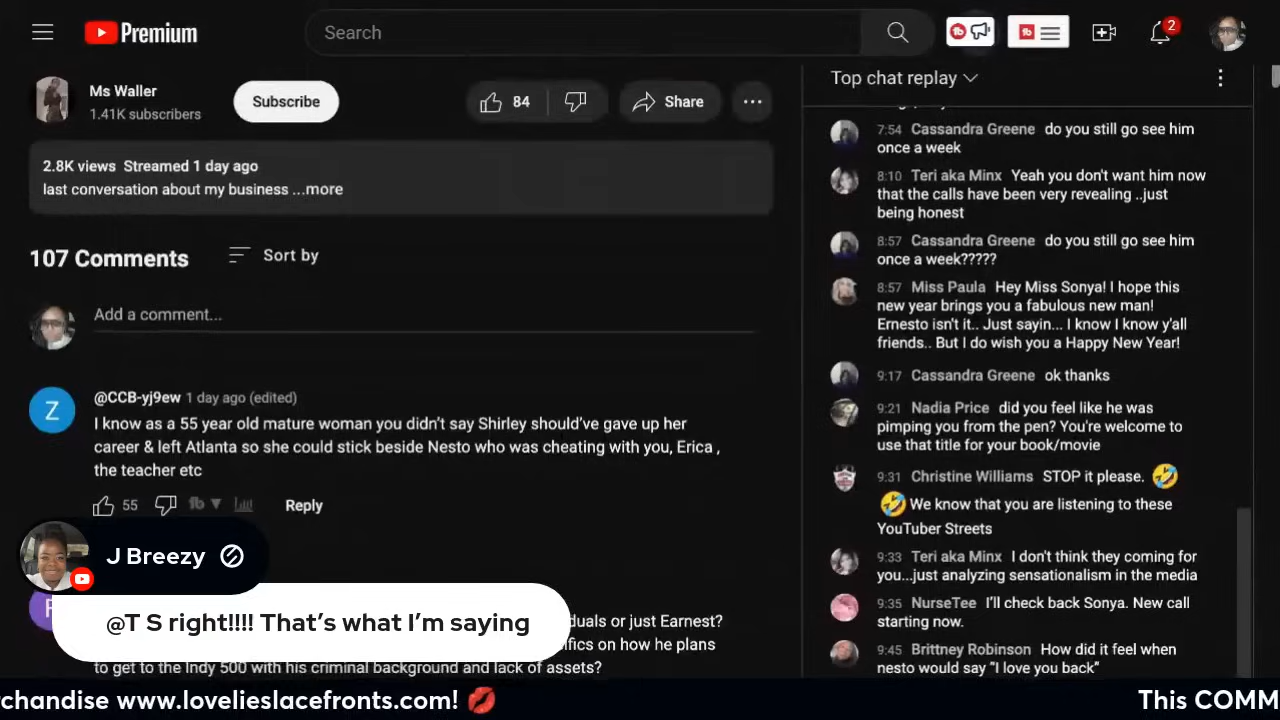 Premium
Search
2
Ms Waller
1.41K subscribers
Subscribe
84
Share
2.8K views Streamed 1 day ago
last conversation about my business ...more
107 Comments
Sort by
Add a comment...
Z
@CCB-yj9ew 1 day ago (edited)
I know as a 55 year old mature woman you didn't say Shirley should've gave up her
career & left Atlanta so she could stick beside Nesto who was cheating with you, Erica ,
the teacher etc
55
Reply
J Breezy
@T S right!!!! That's what I'm saying
duals or just Earnest?
fics on how he plans
to get to the Indy 500 with his criminal background and lack of assets?
Top chat replay
7:54 Cassandra Greene do you still go see him
once a week
8:10 Teri aka Minx Yeah you don't want him now
that the calls have been very revealing ..just
being honest
8:57 Cassandra Greene do you still go see him
once a week?????
8:57 Miss Paula Hey Miss Sonya! I hope this
new year brings you a fabulous new man!
Ernesto isn't it.. Just sayin... I know I know y'all
friends.. But I do wish you a Happy New Year!
9:17 Cassandra Greene ok thanks
9:21 Nadia Price did you feel like he was
pimping you from the pen? You're welcome to
use that title for your book/movie
9:31 Christine Williams STOP it please. 🤣
🤣 We know that you are listening to these
YouTuber Streets
9:33 Teri aka Minx I don't think they coming for
you...just analyzing sensationalism in the media
9:35 NurseTee I'll check back Sonya. New call
starting now.
9:45 Brittney Robinson How did it feel when
nesto would say "I love you back"
rchandise www.lovelieslacefronts.com! 💋 This COMM